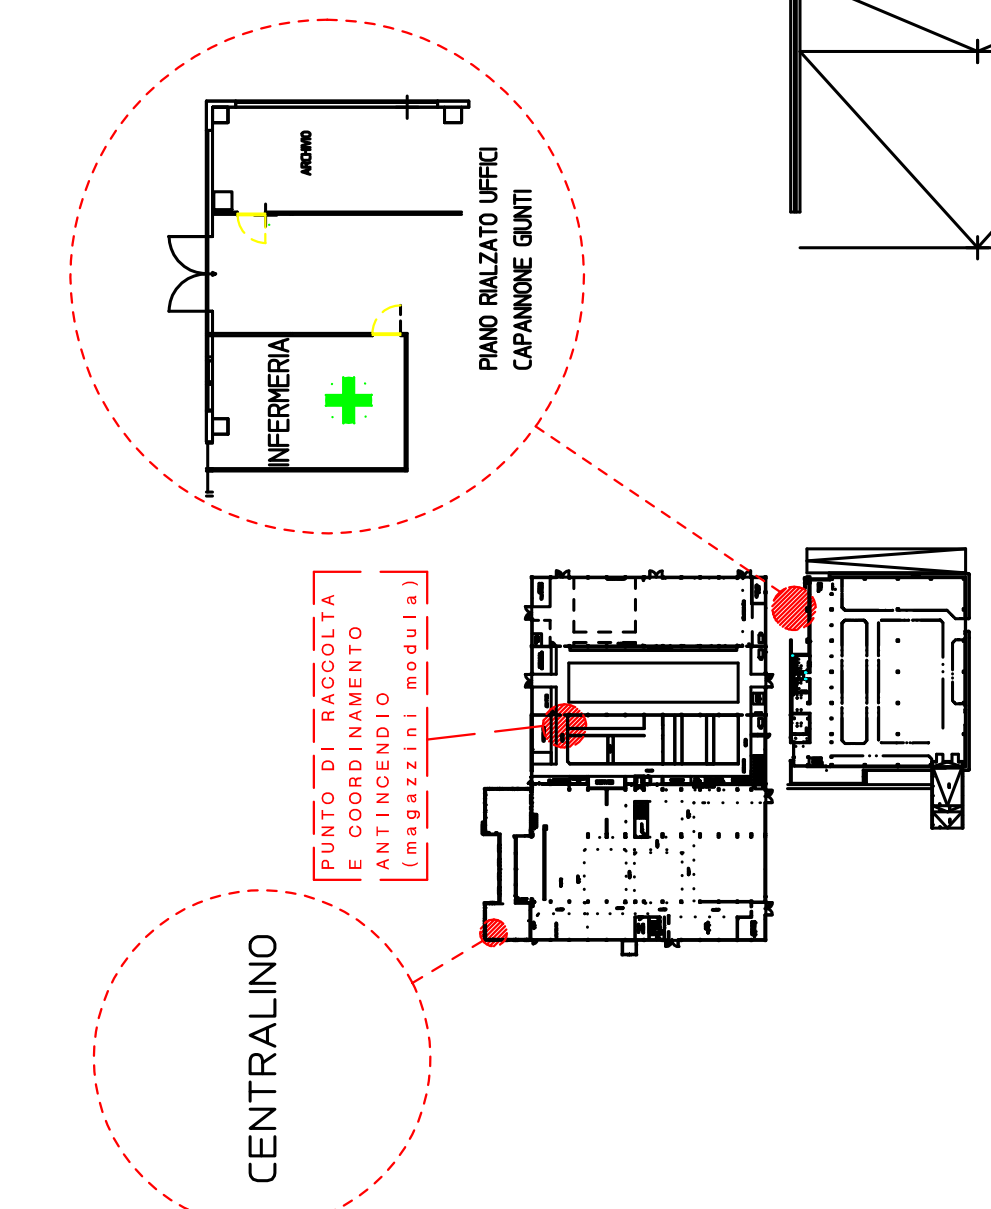 ARCHIVIO
INFERMERIA
PIANO RIALZATO UFFICI
CAPANNONE GIUNTI
PUNTO DI RACCOLTA
E COORDINAMENTO
ANTINCENDIO
(magazzini modula)
CENTRALINO